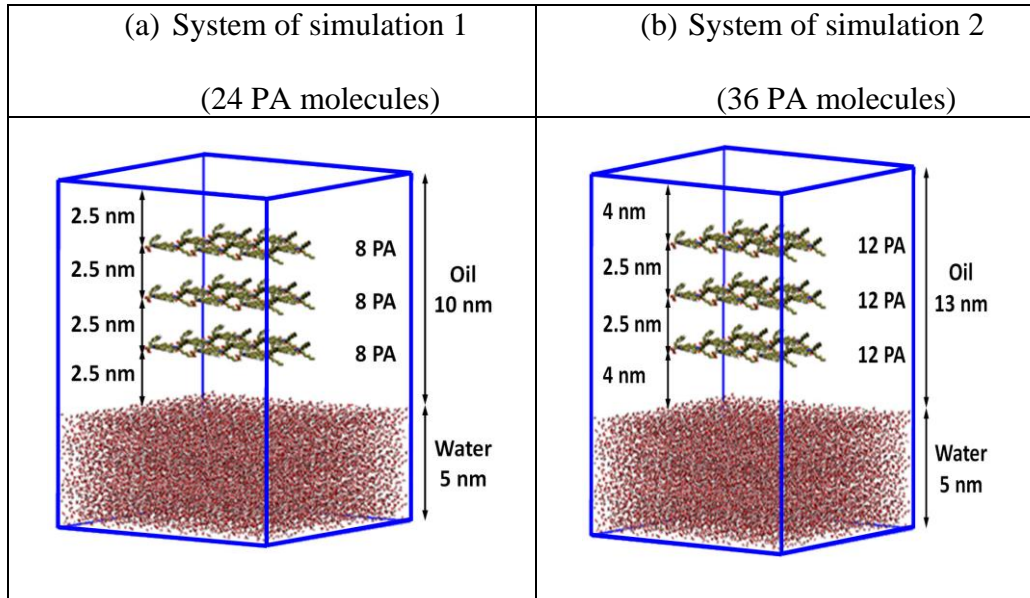 (a) System of simulation 1
(24 PA molecules)
2.5 nm
2.5 nm
2.5 nm
2.5 nm
8 PA
8 PA
8 PA
Oil
10 nm
Water
5 nm
(b) System of simulation 2
(36 PA molecules)
4 nm
2.5 nm
2.5 nm
4 nm
12 PA
12 PA
12 PA
Oil
13 nm
Water
5 nm